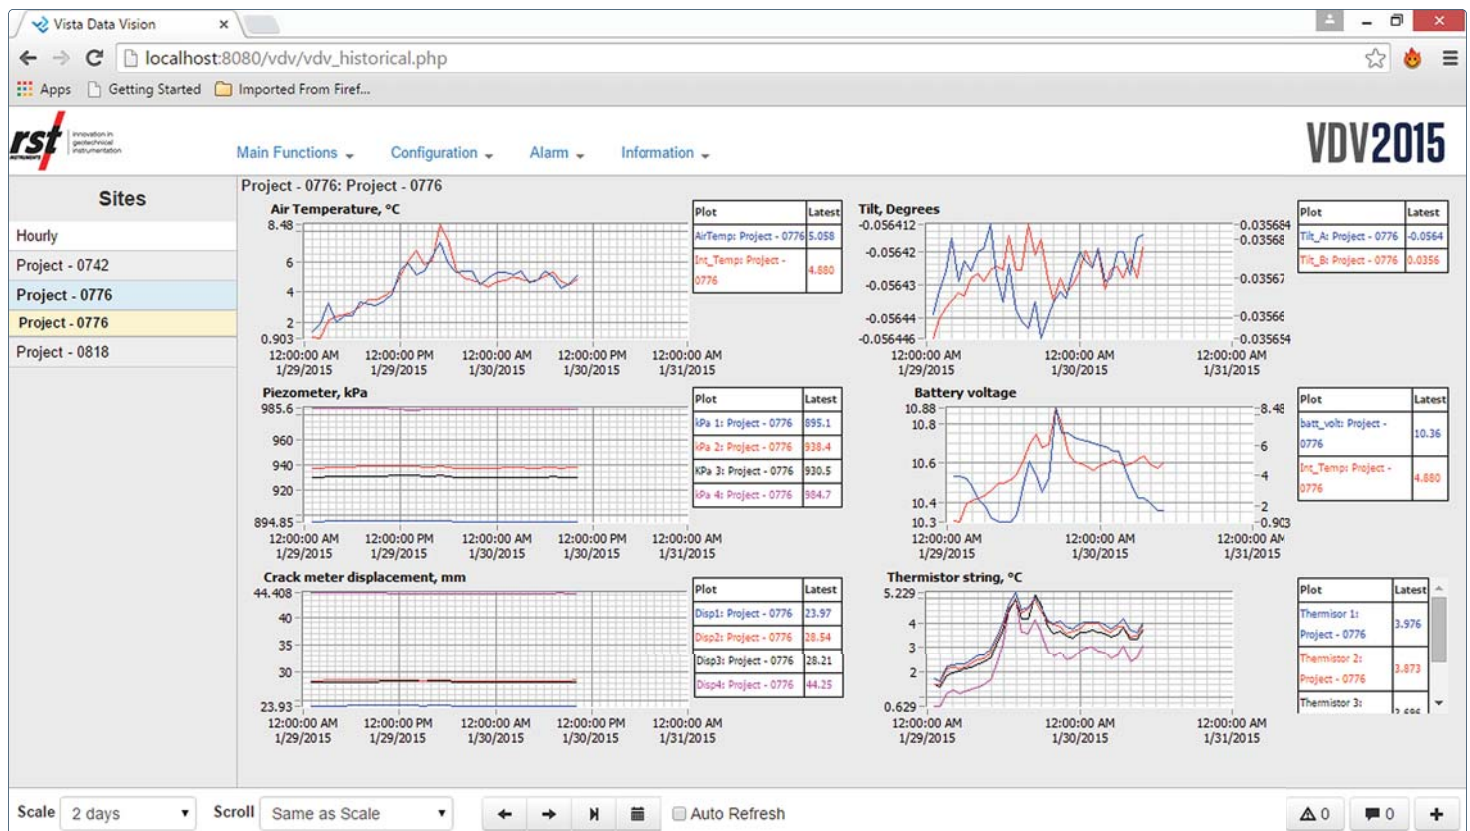 Vista Data Vision
localhost:8080/vdv/vdv_historical.php
Apps Getting Started Imported From Firef...
rst INSTRUMENTS innovation in geotechnical instrumentation
Main Functions Configuration Alarm Information
VDV2015
Sites
Hourly
Project - 0742
Project - 0776
Project - 0776
Project - 0818
Project - 0776: Project - 0776
Air Temperature, °C
8.48
6
4
2
0.903
12:00:00 AM 12:00:00 PM 12:00:00 AM 12:00:00 PM 12:00:00 AM
1/29/2015 1/29/2015 1/30/2015 1/30/2015 1/31/2015
Plot Latest
AirTemp: Project - 0776 5.058
Int_Temp: Project - 4.880
0776
Tilt, Degrees
-0.056412
-0.05642
-0.05643
-0.05644
-0.056446
-0.035684
-0.03568
-0.03567
-0.03566
-0.035654
12:00:00 AM 12:00:00 AM 12:00:00 AM
1/29/2015 1/30/2015 1/31/2015
Plot Latest
Tilt_A: Project - 0776 -0.0564
Tilt_B: Project - 0776 0.0356
Piezometer, kPa
985.6
960
940
920
894.85
12:00:00 AM 12:00:00 PM 12:00:00 AM 12:00:00 PM 12:00:00 AM
1/29/2015 1/29/2015 1/30/2015 1/30/2015 1/31/2015
Plot Latest
kPa 1: Project - 0776 895.1
kPa 2: Project - 0776 938.4
KPa 3: Project - 0776 930.5
kPa 4: Project - 0776 984.7
Battery voltage
10.88
10.8
10.6
10.4
10.3
8.48
6
4
2
0.903
12:00:00 AM 12:00:00 AM 12:00:00 AM
1/29/2015 1/30/2015 1/31/2015
Plot Latest
batt_volt: Project - 10.36
0776
Int_Temp: Project - 4.880
0776
Crack meter displacement, mm
44.408
40
35
30
23.93
12:00:00 AM 12:00:00 PM 12:00:00 AM 12:00:00 PM 12:00:00 AM
1/29/2015 1/29/2015 1/30/2015 1/30/2015 1/31/2015
Plot Latest
Disp1: Project - 0776 23.97
Disp2: Project - 0776 28.54
Disp3: Project - 0776 28.21
Disp4: Project - 0776 44.25
Thermistor string, °C
5.229
4
3
2
0.629
12:00:00 AM 12:00:00 AM 12:00:00 AM
1/29/2015 1/30/2015 1/31/2015
Plot Latest
Thermisor 1: 3.976
Project - 0776
Thermistor 2: 3.873
Project - 0776
Thermistor 3:
Scale 2 days Scroll Same as Scale Auto Refresh 0 0